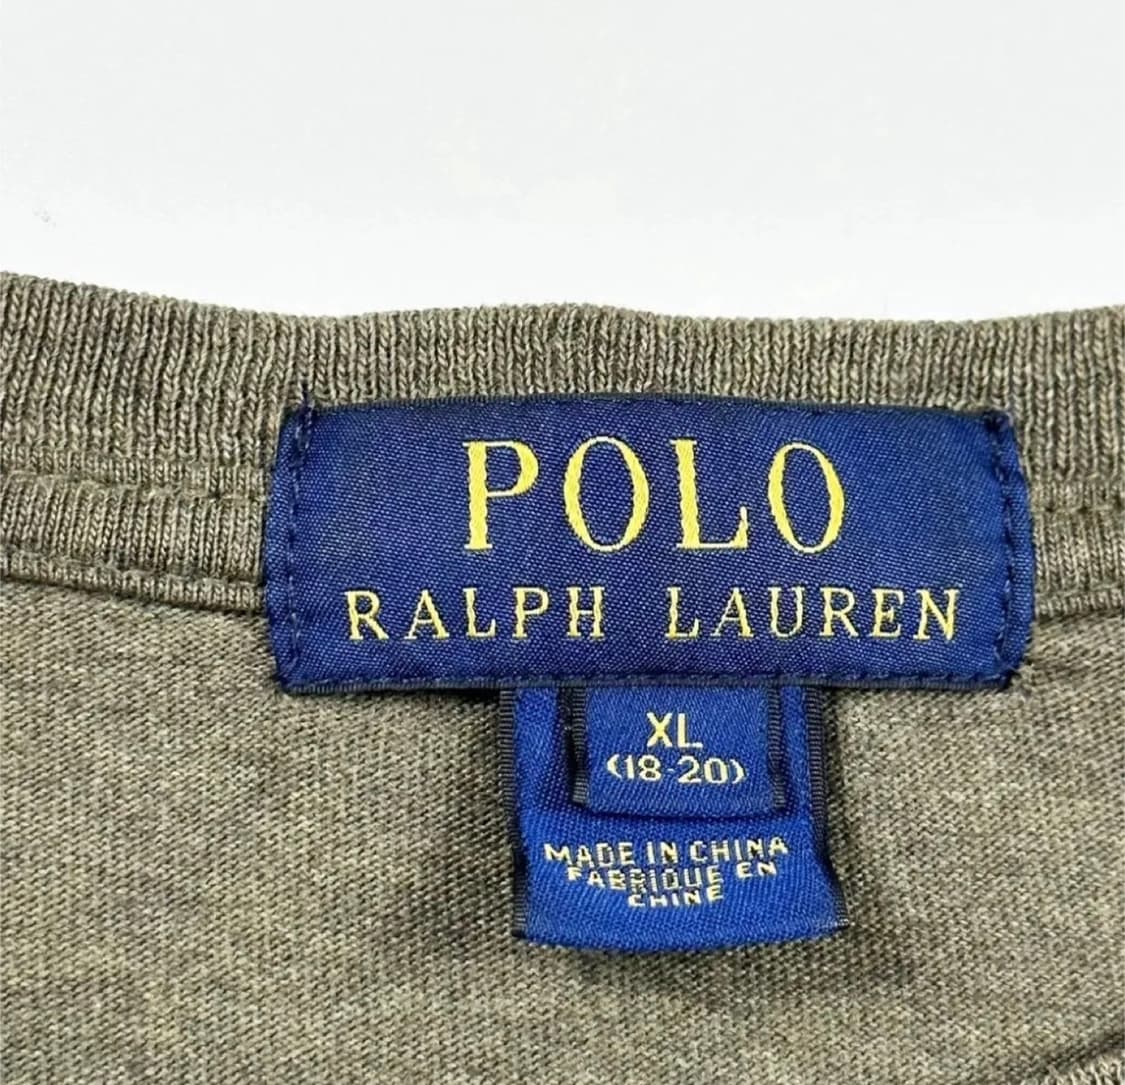 POLO
RALPH LAUREN
XL
(18-20)
MADE IN CHINA
FABRIQUE EN
CHINE